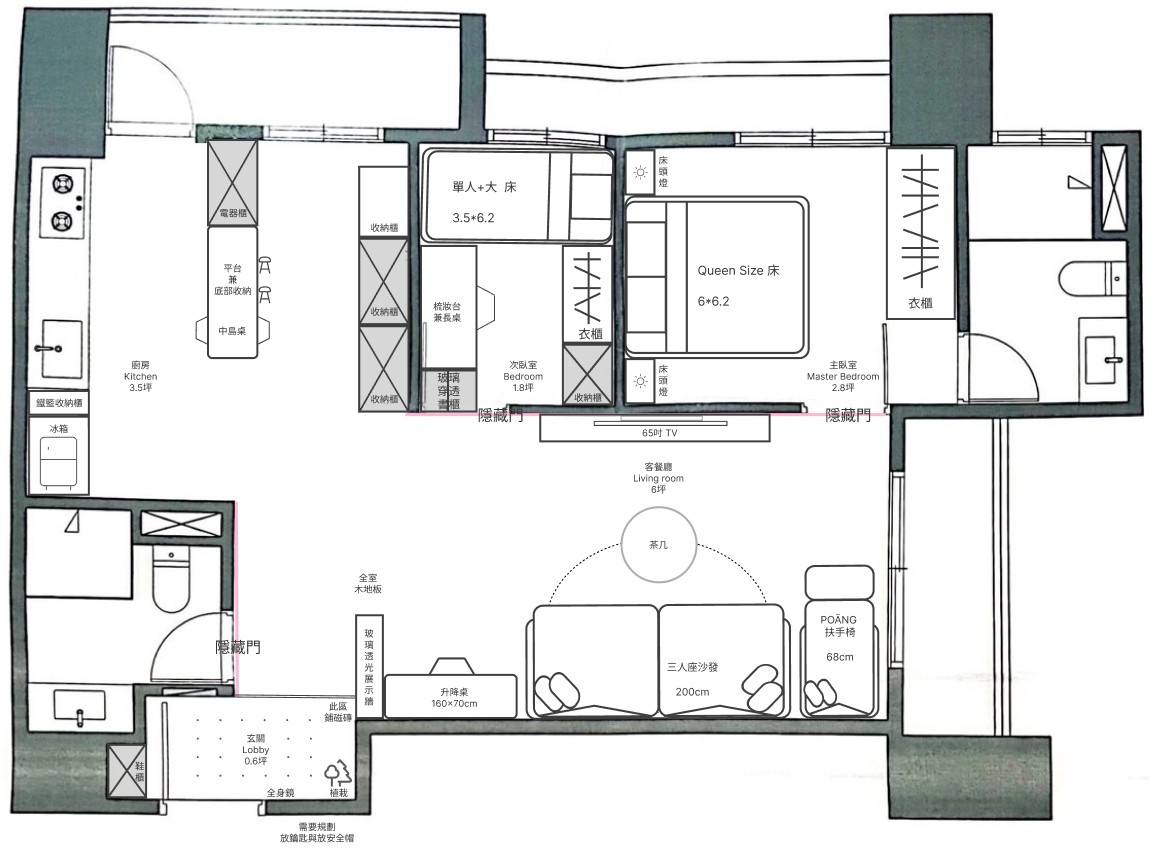 電器櫃
平台
兼
底部收納
中島桌
收納櫃
收納櫃
收納櫃
廚房
Kitchen
3.5坪
鐵籃收納櫃
冰箱
單人+大 床
3.5*6.2
梳妝台
兼長桌
玻璃
穿透
書櫃
衣櫃
收納櫃
次臥室
Bedroom
1.8坪
隱藏門
床
頭
燈
Queen Size 床
6*6.2
床
頭
燈
衣櫃
主臥室
Master Bedroom
2.8坪
隱藏門
65吋 TV
客餐廳
Living room
6坪
茶几
全室
木地板
隱藏門
玻
璃
透
光
展
示
牆
升降桌
160×70cm
三人座沙發
200cm
POÄNG
扶手椅
68cm
此區
鋪磁磚
玄關
Lobby
0.6坪
鞋
櫃
全身鏡
植栽
需要規劃
放鑰匙與放安全帽